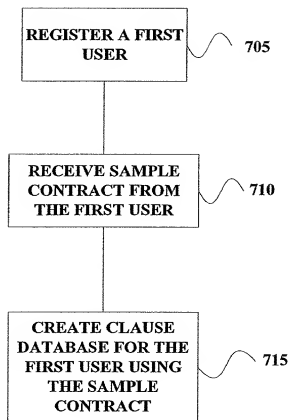 REGISTER A FIRST
USER
705
RECEIVE SAMPLE
CONTRACT FROM
THE FIRST USER
710
CREATE CLAUSE
DATABASE FOR THE
FIRST USER USING
THE SAMPLE
CONTRACT
715